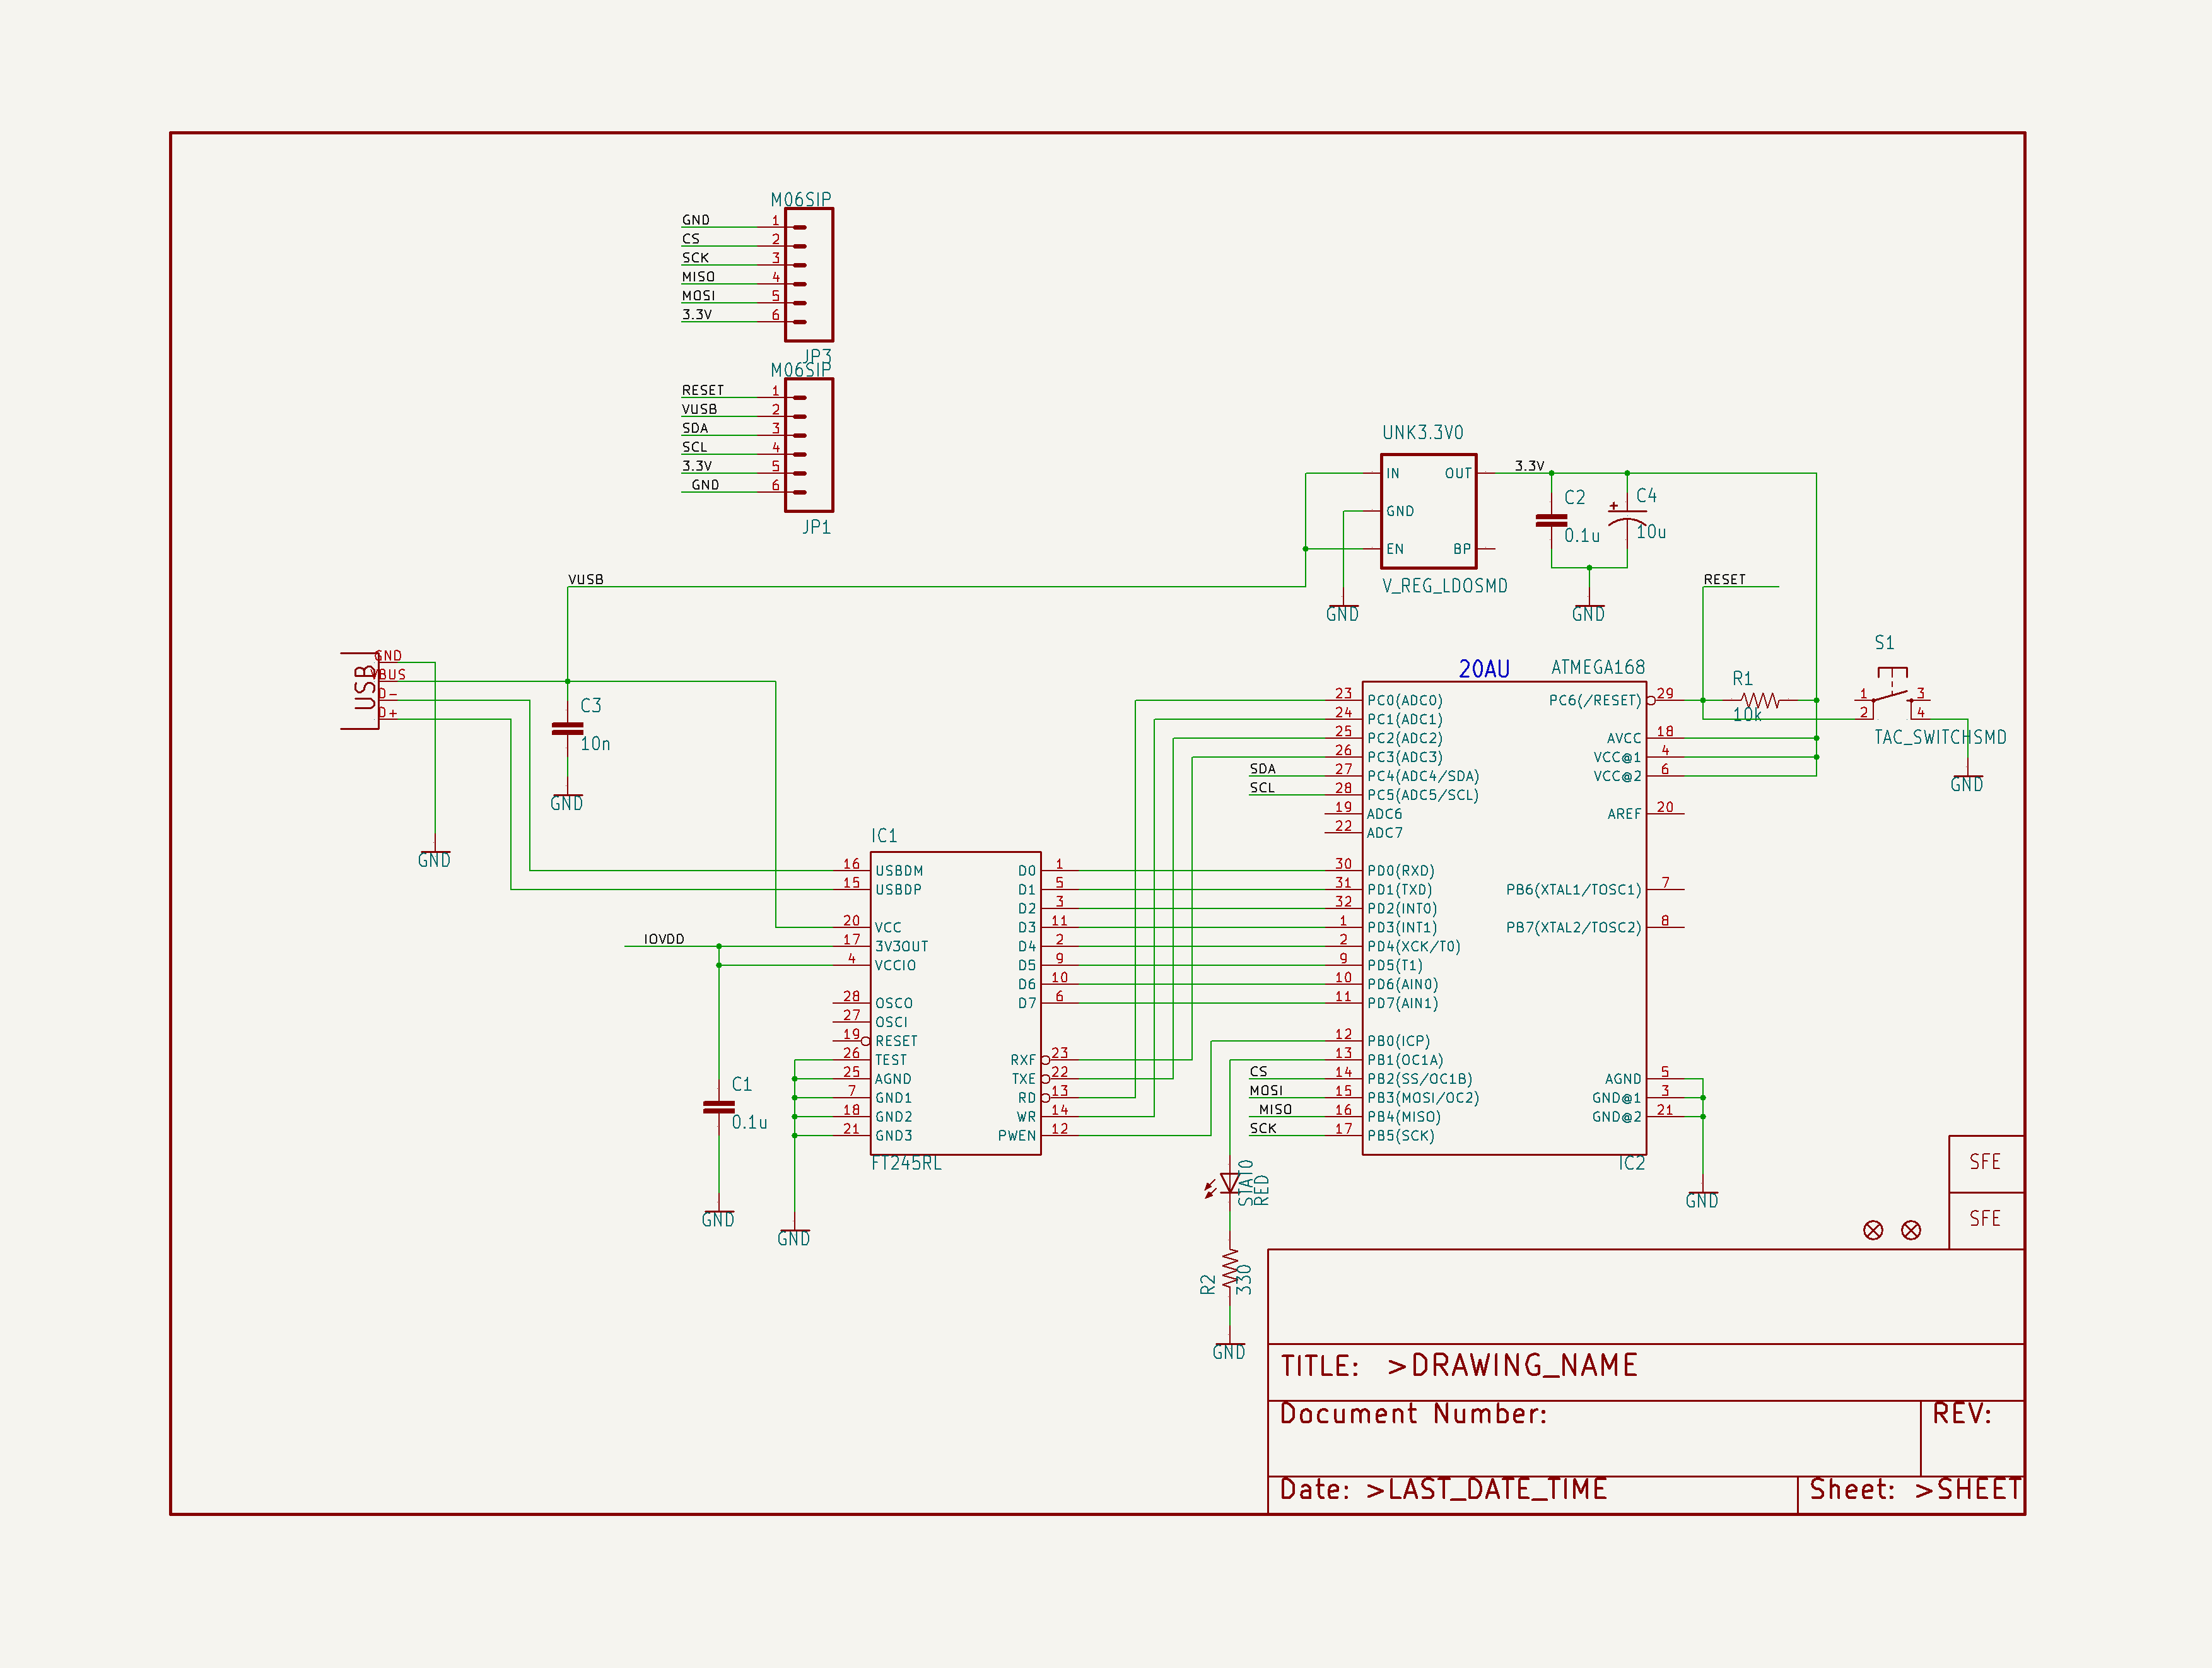 M06SIP
GND 1
CS 2
SCK 3
MISO 4
MOSI 5
3.3V 6
JP3
M06SIP
RESET 1
VUSB 2
SDA 3
SCL 4
3.3V 5
GND 6
JP1
UNK3.3V0
IN OUT
GND
EN BP
V_REG_LDOSMD
3.3V
C2
0.1u
C4
10u
GND
GND
VUSB
RESET
USB
GND
VBUS
D-
D+
C3
10n
GND
GND
S1
1 3
2 4
TAC_SWITCHSMD
GND
R1
10k
20AU
ATMEGA168
23 PC0(ADC0)
24 PC1(ADC1)
25 PC2(ADC2)
26 PC3(ADC3)
SDA 27 PC4(ADC4/SDA)
SCL 28 PC5(ADC5/SCL)
19 ADC6
22 ADC7
30 PD0(RXD)
31 PD1(TXD)
32 PD2(INT0)
1 PD3(INT1)
2 PD4(XCK/T0)
9 PD5(T1)
10 PD6(AIN0)
11 PD7(AIN1)
12 PB0(ICP)
13 PB1(OC1A)
CS 14 PB2(SS/OC1B)
MOSI 15 PB3(MOSI/OC2)
MISO 16 PB4(MISO)
SCK 17 PB5(SCK)
PC6(/RESET) 29
AVCC 18
VCC@1 4
VCC@2 6
AREF 20
PB6(XTAL1/TOSC1) 7
PB7(XTAL2/TOSC2) 8
AGND 5
GND@1 3
GND@2 21
IC2
GND
IC1
16 USBDM
15 USBDP
20 VCC
IOVDD 17 3V3OUT
4 VCCIO
28 OSCO
27 OSCI
19 RESET
26 TEST
25 AGND
7 GND1
18 GND2
21 GND3
D0 1
D1 5
D2 3
D3 11
D4 2
D5 9
D6 10
D7 6
RXF 23
TXE 22
RD 13
WR 14
PWEN 12
FT245RL
C1
0.1u
GND
GND
STAT0
RED
R2
330
GND
SFE
SFE
TITLE: >DRAWING_NAME
Document Number:
REV:
Date: >LAST_DATE_TIME
Sheet: >SHEET